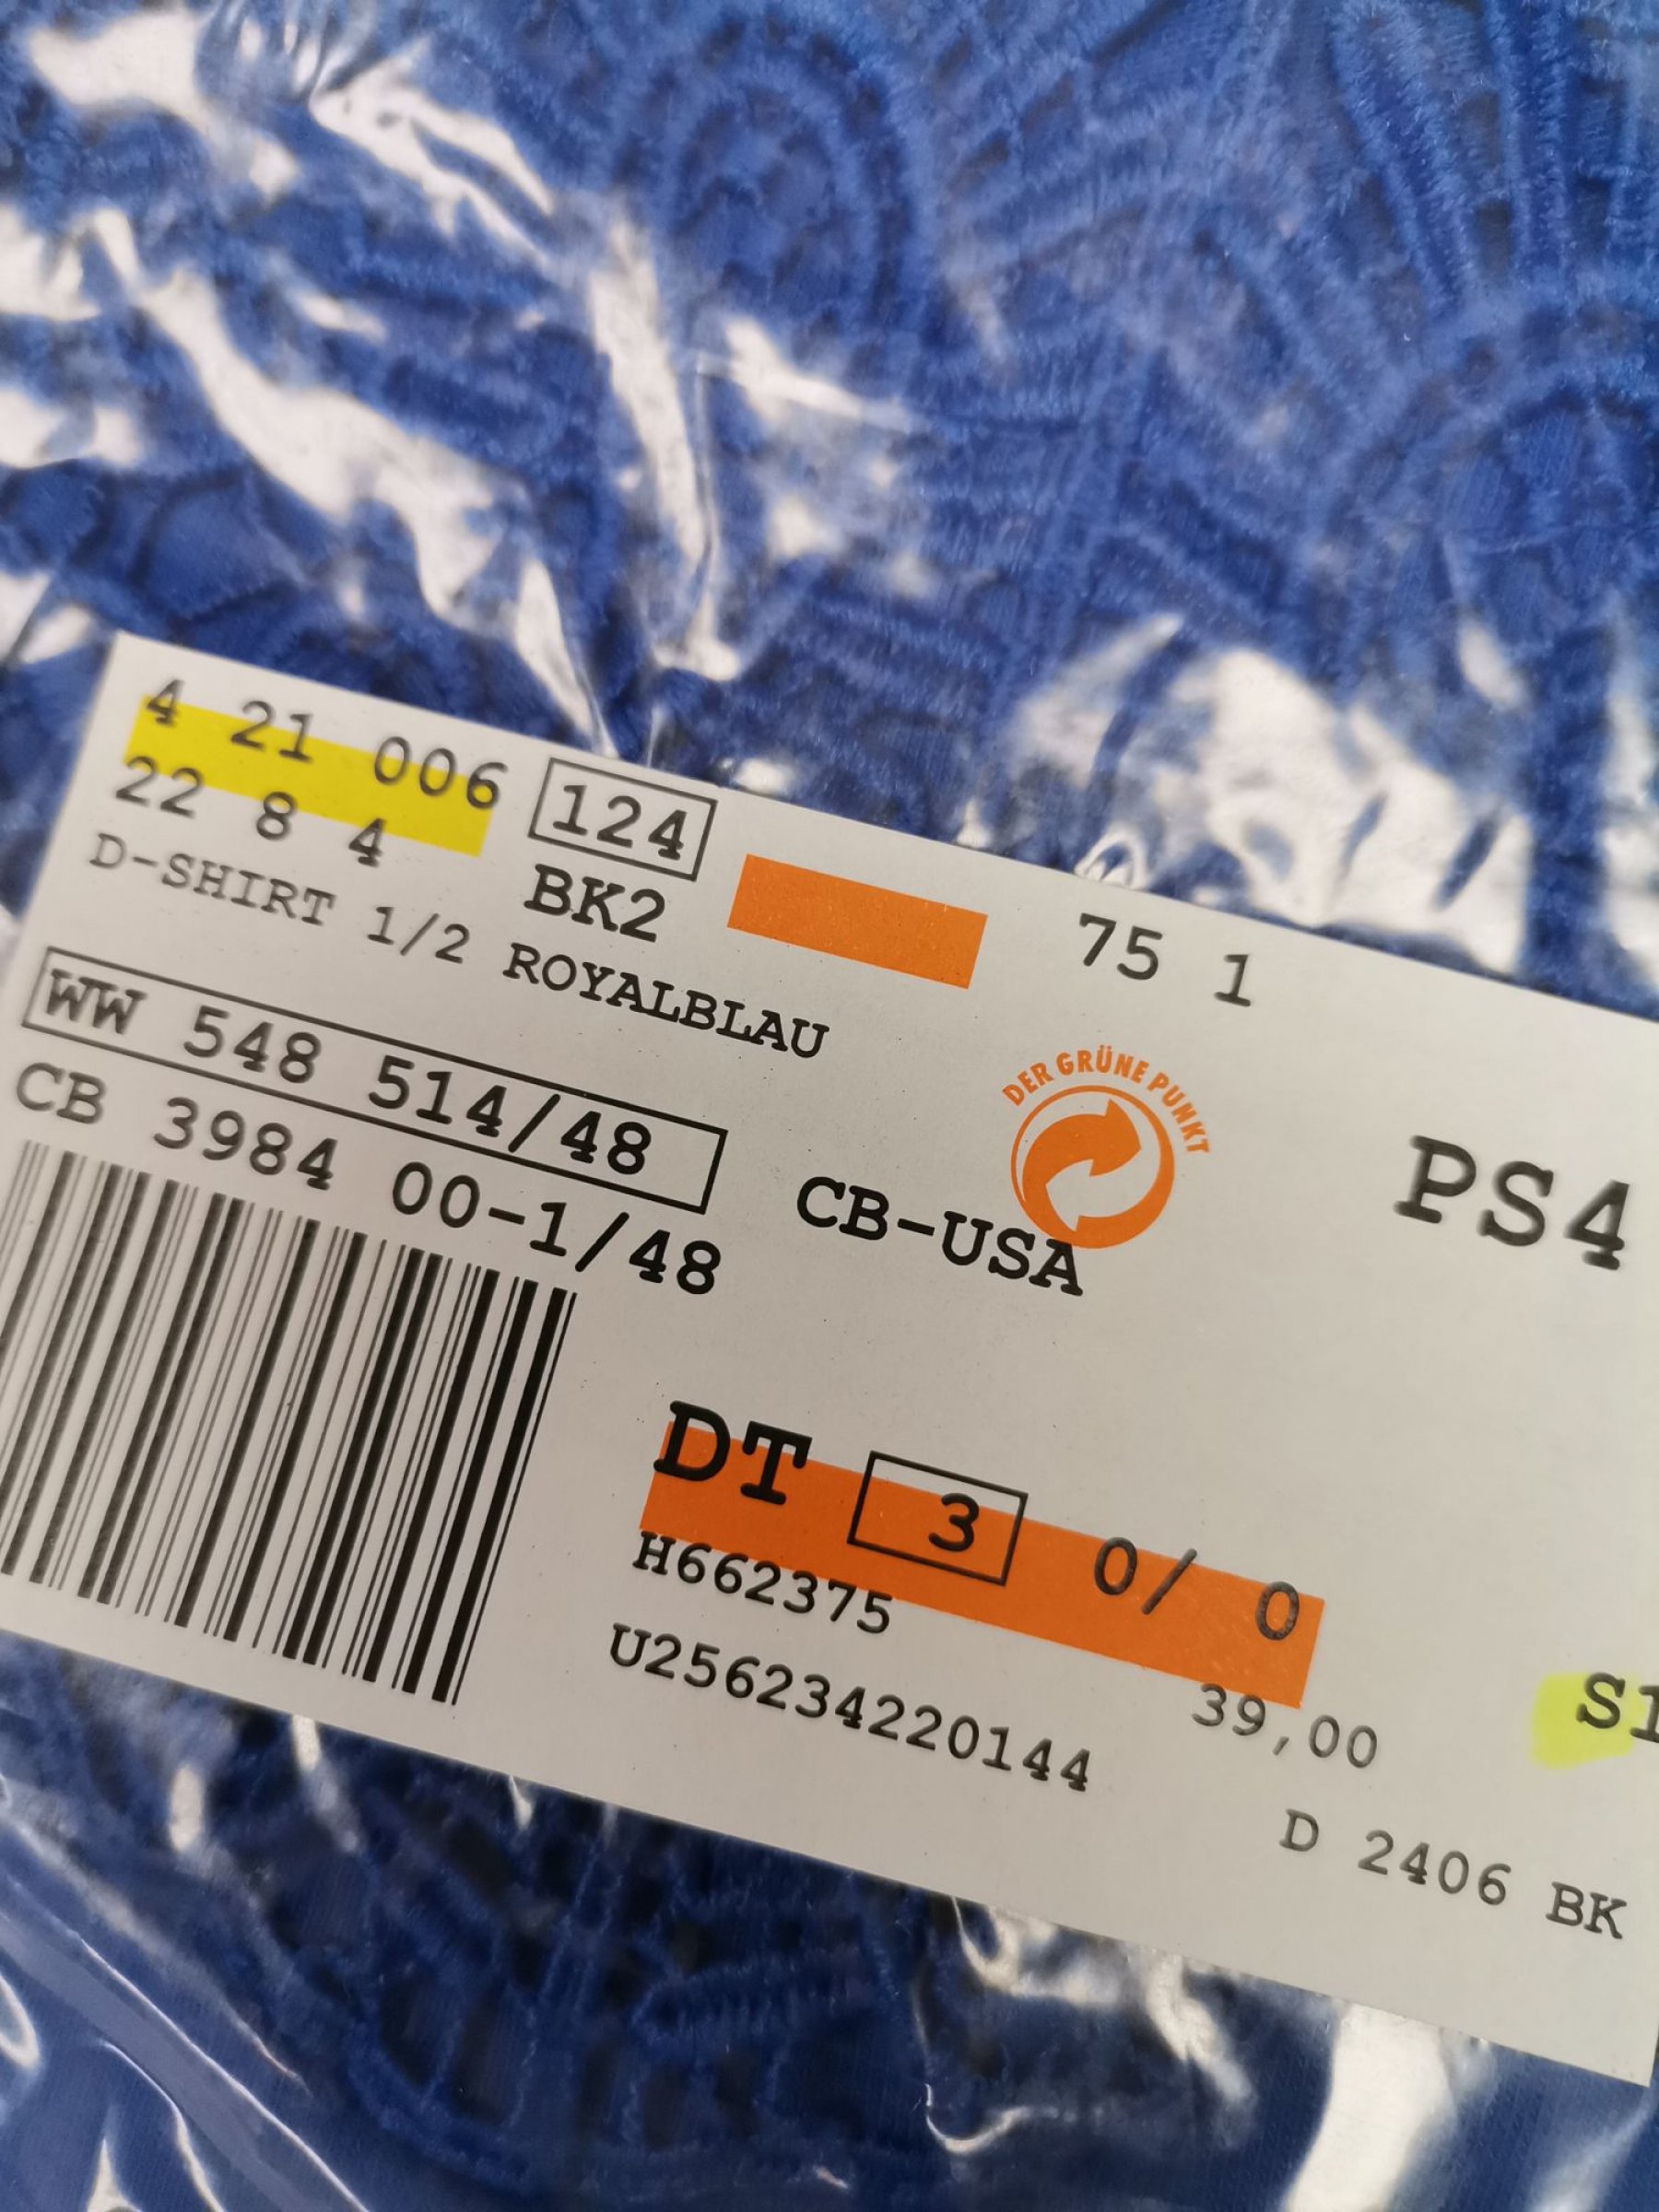 4 21 006 124
22 8 4 BK2 75 1
D-SHIRT 1/2 ROYALBLAU
WW 548 514/48
CB 3984 00-1/48 CB-USA PS4
DER GRÜNE PUNKT
DT 3 0/ 0
H662375
U256234220144 39,00 S1
D 2406 BK